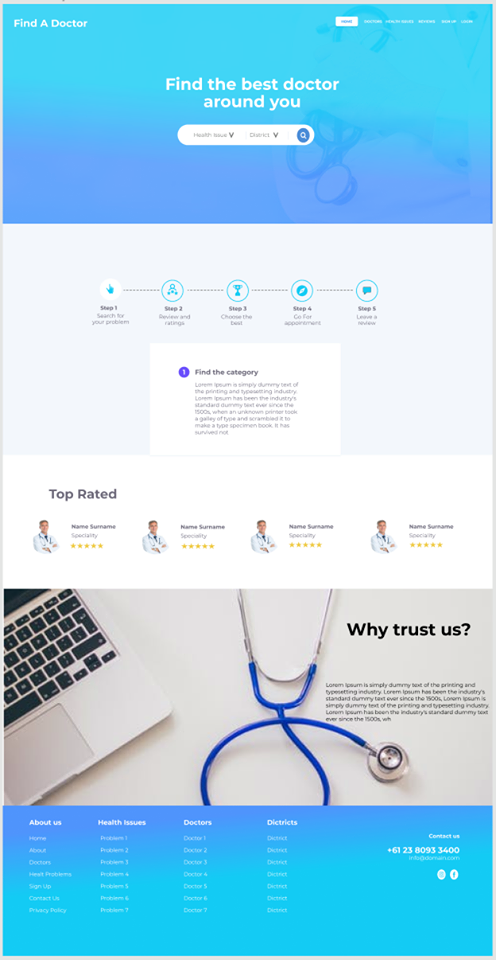 Find A Doctor
HOME DOCTORS HEALTH ISSUES REVIEWS SIGN UP LOGIN
Find the best doctor
around you
Health Issue V District V
Step 1
Search for
your problem
Step 2
Review and
ratings
Step 3
Choose the
best
Step 4
Go For
appointment
Step 5
Leave a
review
1 Find the category
Lorem Ipsum is simply dummy text of
the printing and typesetting industry.
Lorem Ipsum has been the industry's
standard dummy text ever since the
1500s, when an unknown printer took
a galley of type and scrambled it to
make a type specimen book. It has
survived not
Top Rated
Name Surname
Speciality
Name Surname
Speciality
Name Surname
Speciality
Name Surname
Speciality
Why trust us?
Lorem Ipsum is simply dummy text of the printing and
typesetting industry. Lorem Ipsum has been the industry's
standard dummy text ever since the 1500s, Lorem Ipsum is
simply dummy text of the printing and typesetting industry.
Lorem Ipsum has been the industry's standard dummy text
ever since the 1500s, wh
About us
Home
About
Docsors
Healt Problems
Sign Up
Contact Us
Privacy Policy
Health Issues
Problem 1
Problem 2
Problem 3
Problem 4
Problem 5
Problem 6
Problem 7
Doctors
Doctor 1
Doctor 2
Doctor 3
Doctor 4
Doctor 5
Doctor 6
Doctor 7
Dictricts
Dictrict
Dictrict
Dictrict
Dictrict
Dictrict
Dictrict
Dictrict
Contact us
+61 23 8093 3400
info@domain.com